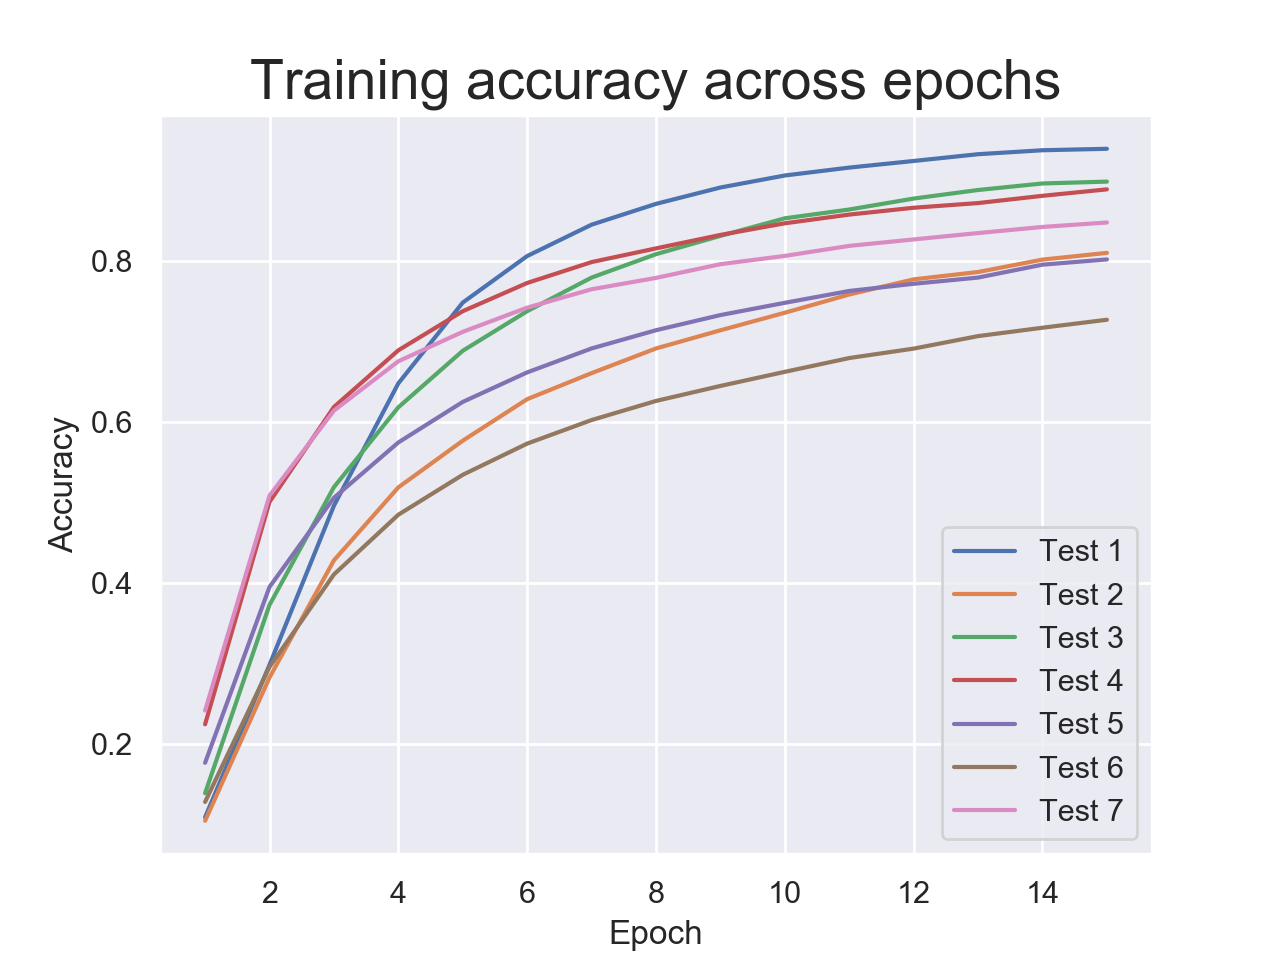 Training accuracy across epochs
0.8
0.6
0.4
0.2
Accuracy
2 4 6 8 10 12 14
Epoch
Test 1
Test 2
Test 3
Test 4
Test 5
Test 6
Test 7